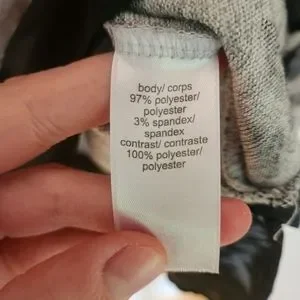 body/ corps
97% polyester/
polyester
3% spandex/
spandex
contrast/ contraste
100% polyester/
polyester